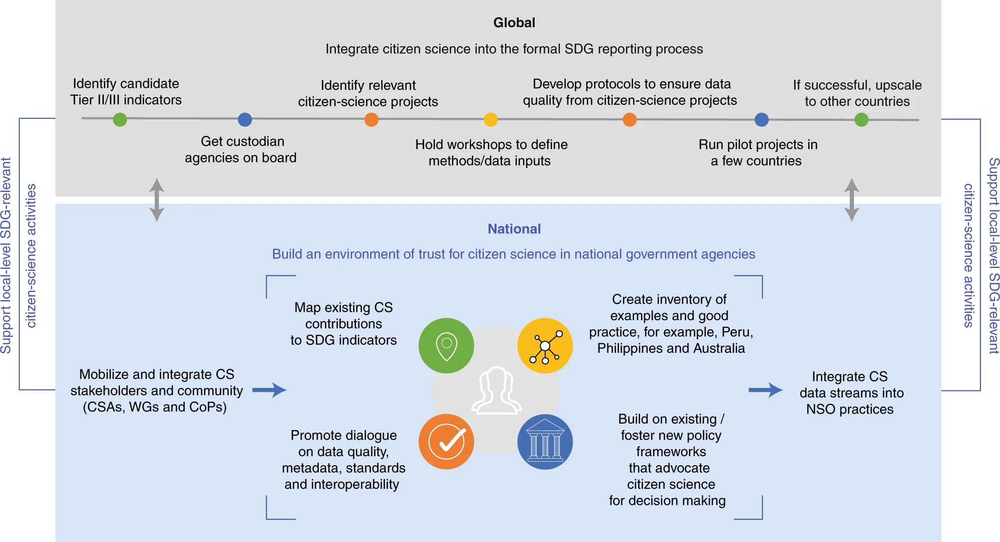 Global
Integrate citizen science into the formal SDG reporting process
Identify candidate
Tier II/III indicators
Get custodian
agencies on board
Identify relevant
citizen-science projects
Hold workshops to define
methods/data inputs
Develop protocols to ensure data
quality from citizen-science projects
Run pilot projects in
a few countries
If successful, upscale
to other countries
Support local-level SDG-relevant
citizen-science activities
National
Build an environment of trust for citizen science in national government agencies
Mobilize and integrate CS
stakeholders and community
(CSAs, WGs and CoPs)
Map existing CS
contributions
to SDG indicators
Create inventory of
examples and good
practice, for example, Peru,
Philippines and Australia
Promote dialogue
on data quality,
metadata, standards
and interoperability
Build on existing /
foster new policy
frameworks
that advocate
citizen science
for decision making
Integrate CS
data streams into
NSO practices
Support local-level SDG-relevant
citizen-science activities